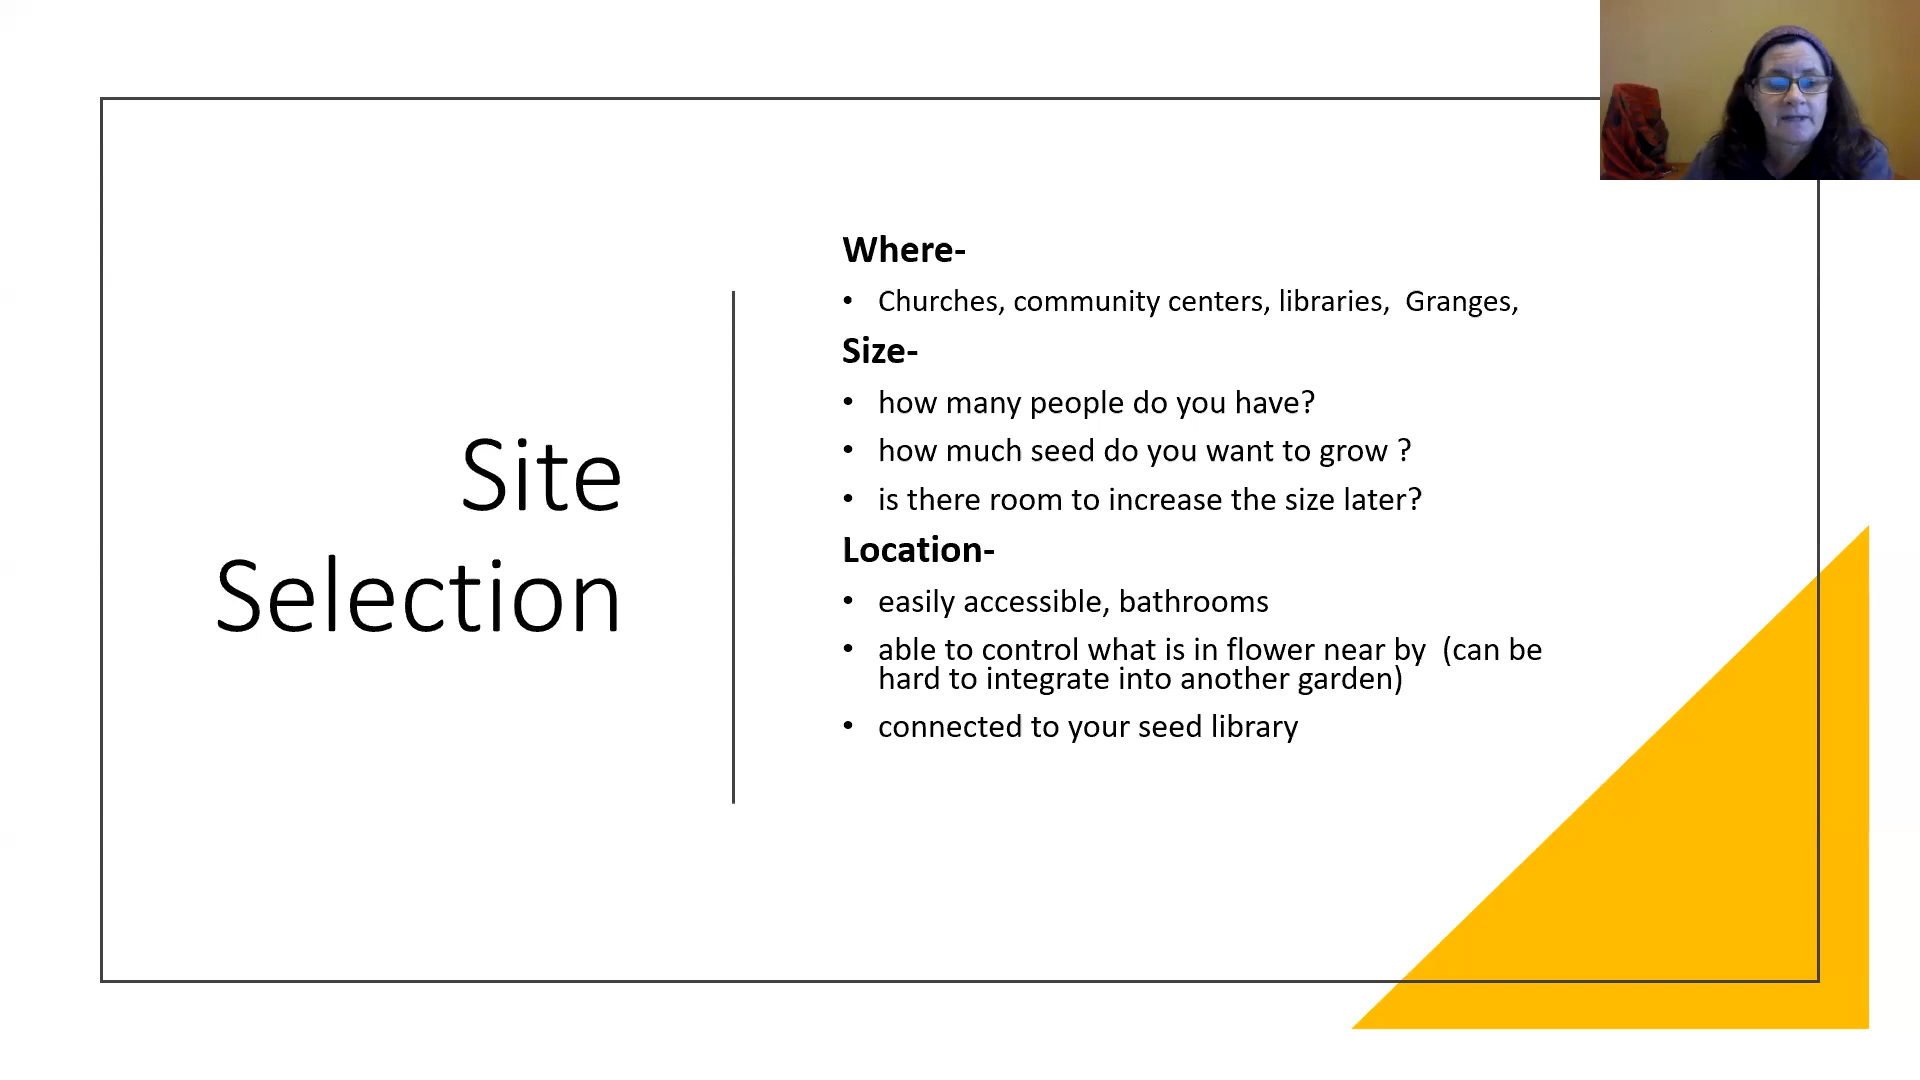 Site
Selection
Where-
• Churches, community centers, libraries,  Granges,
Size-
• how many people do you have?
• how much seed do you want to grow ?
• is there room to increase the size later?
Location-
• easily accessible, bathrooms
• able to control what is in flower near by  (can be
hard to integrate into another garden)
• connected to your seed library